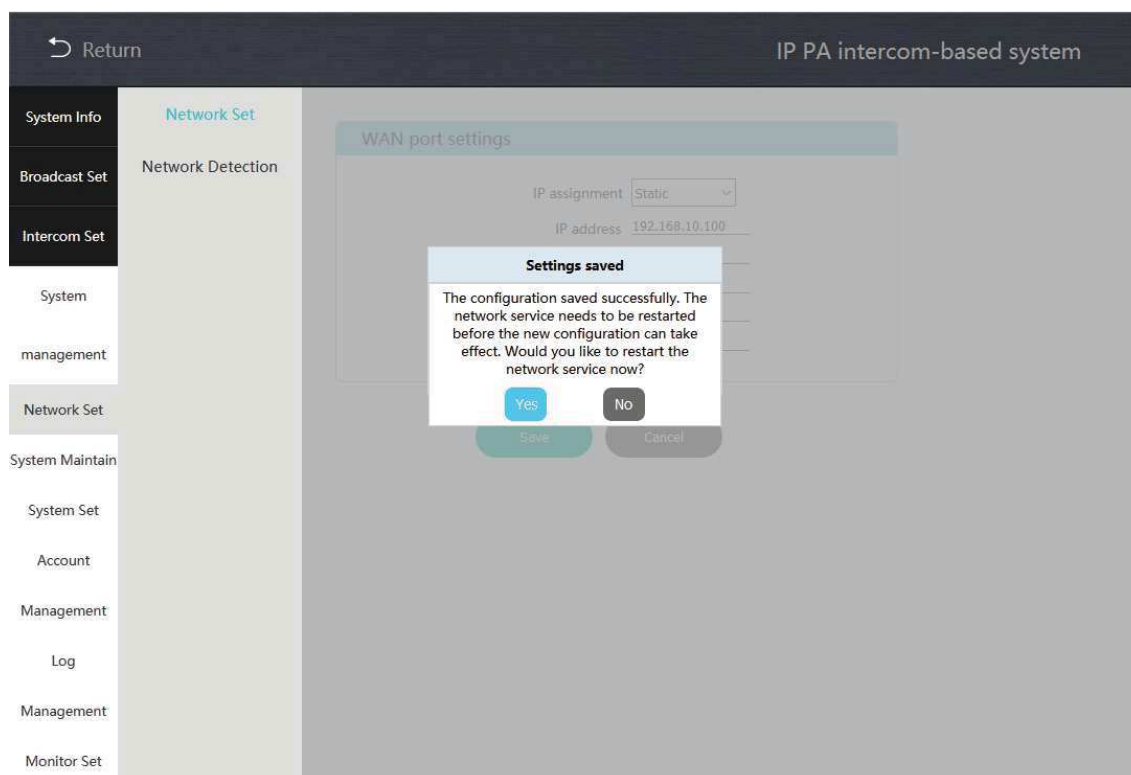 Return
IP PA intercom-based system
System Info
Broadcast Set
Intercom Set
System
management
Network Set
System Maintain
System Set
Account
Management
Log
Management
Monitor Set
Network Set
Network Detection
WAN port settings
IP assignment Static
IP address 192.168.10.100
Settings saved
The configuration saved successfully. The
network service needs to be restarted
before the new configuration can take
effect. Would you like to restart the
network service now?
Yes No
Save Cancel